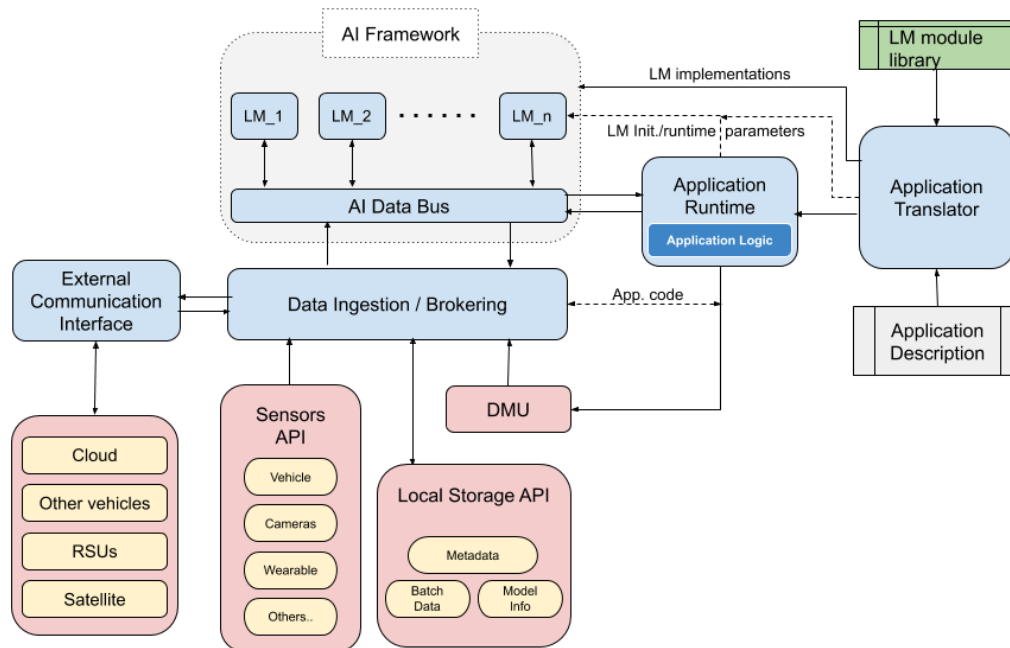 AI Framework
LM module
library
LM implementations
LM_1
LM_2
. . . . . .
LM_n
LM Init./runtime parameters
Application
Runtime
Application Logic
Application
Translator
AI Data Bus
External
Communication
Interface
Data Ingestion / Brokering
App. code
Application
Description
DMU
Sensors
API
Vehicle
Cameras
Wearable
Others..
Cloud
Other vehicles
RSUs
Satellite
Local Storage API
Metadata
Batch
Data
Model
Info